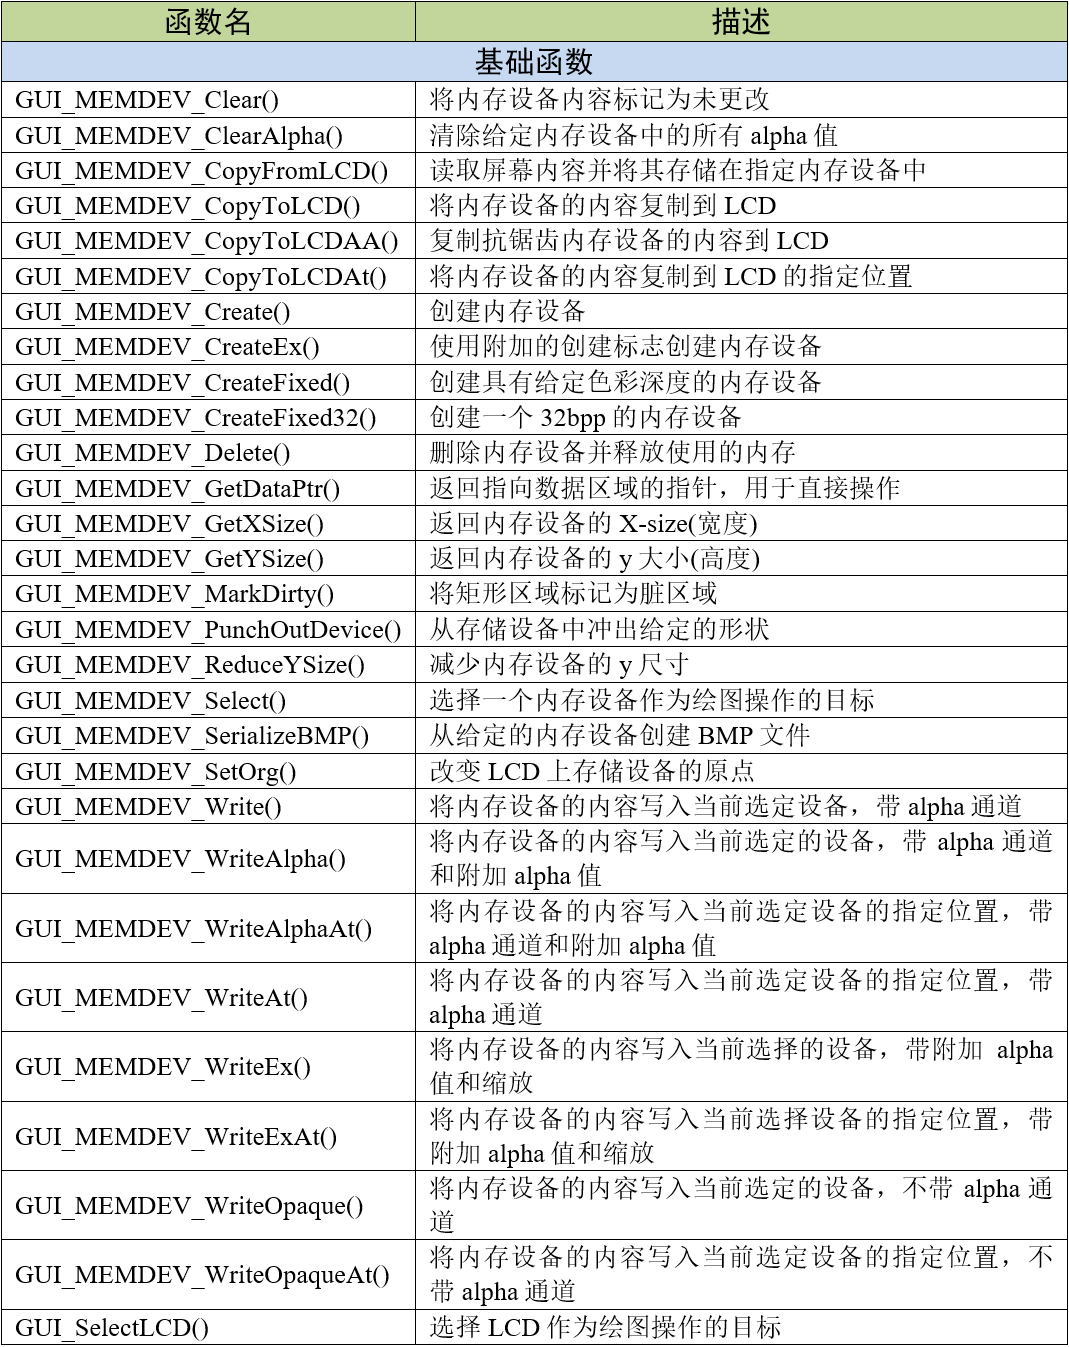 函数名 描述
基础函数
GUI_MEMDEV_Clear() 将内存设备内容标记为未更改
GUI_MEMDEV_ClearAlpha() 清除给定内存设备中的所有 alpha 值
GUI_MEMDEV_CopyFromLCD() 读取屏幕内容并将其存储在指定内存设备中
GUI_MEMDEV_CopyToLCD() 将内存设备的内容复制到 LCD
GUI_MEMDEV_CopyToLCDAA() 复制抗锯齿内存设备的内容到 LCD
GUI_MEMDEV_CopyToLCDAt() 将内存设备的内容复制到 LCD 的指定位置
GUI_MEMDEV_Create() 创建内存设备
GUI_MEMDEV_CreateEx() 使用附加的创建标志创建内存设备
GUI_MEMDEV_CreateFixed() 创建具有给定色彩深度的内存设备
GUI_MEMDEV_CreateFixed32() 创建一个 32bpp 的内存设备
GUI_MEMDEV_Delete() 删除内存设备并释放使用的内存
GUI_MEMDEV_GetDataPtr() 返回指向数据区域的指针，用于直接操作
GUI_MEMDEV_GetXSize() 返回内存设备的 X-size(宽度)
GUI_MEMDEV_GetYSize() 返回内存设备的 y 大小(高度)
GUI_MEMDEV_MarkDirty() 将矩形区域标记为脏区域
GUI_MEMDEV_PunchOutDevice() 从存储设备中冲出给定的形状
GUI_MEMDEV_ReduceYSize() 减少内存设备的 y 尺寸
GUI_MEMDEV_Select() 选择一个内存设备作为绘图操作的目标
GUI_MEMDEV_SerializeBMP() 从给定的内存设备创建 BMP 文件
GUI_MEMDEV_SetOrg() 改变 LCD 上存储设备的原点
GUI_MEMDEV_Write() 将内存设备的内容写入当前选定设备，带 alpha 通道
GUI_MEMDEV_WriteAlpha() 将内存设备的内容写入当前选定的设备，带 alpha 通道
和附加 alpha 值
GUI_MEMDEV_WriteAlphaAt() 将内存设备的内容写入当前选定设备的指定位置，带
alpha 通道和附加 alpha 值
GUI_MEMDEV_WriteAt() 将内存设备的内容写入当前选定设备的指定位置，带
alpha 通道
GUI_MEMDEV_WriteEx() 将内存设备的内容写入当前选择的设备，带附加 alpha
值和缩放
GUI_MEMDEV_WriteExAt() 将内存设备的内容写入当前选择设备的指定位置，带
附加 alpha 值和缩放
GUI_MEMDEV_WriteOpaque() 将内存设备的内容写入当前选定的设备，不带 alpha 通
道
GUI_MEMDEV_WriteOpaqueAt() 将内存设备的内容写入当前选定设备的指定位置，不
带 alpha 通道
GUI_SelectLCD() 选择 LCD 作为绘图操作的目标